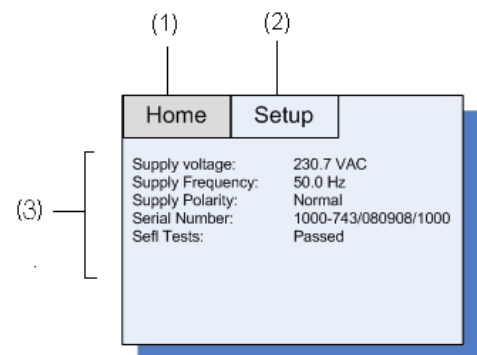 (1) (2)
Home Setup
Supply voltage: 230.7 VAC
Supply Frequency: 50.0 Hz
Supply Polarity: Normal
(3)
Serial Number: 1000-743/080908/1000
Sefl Tests: Passed